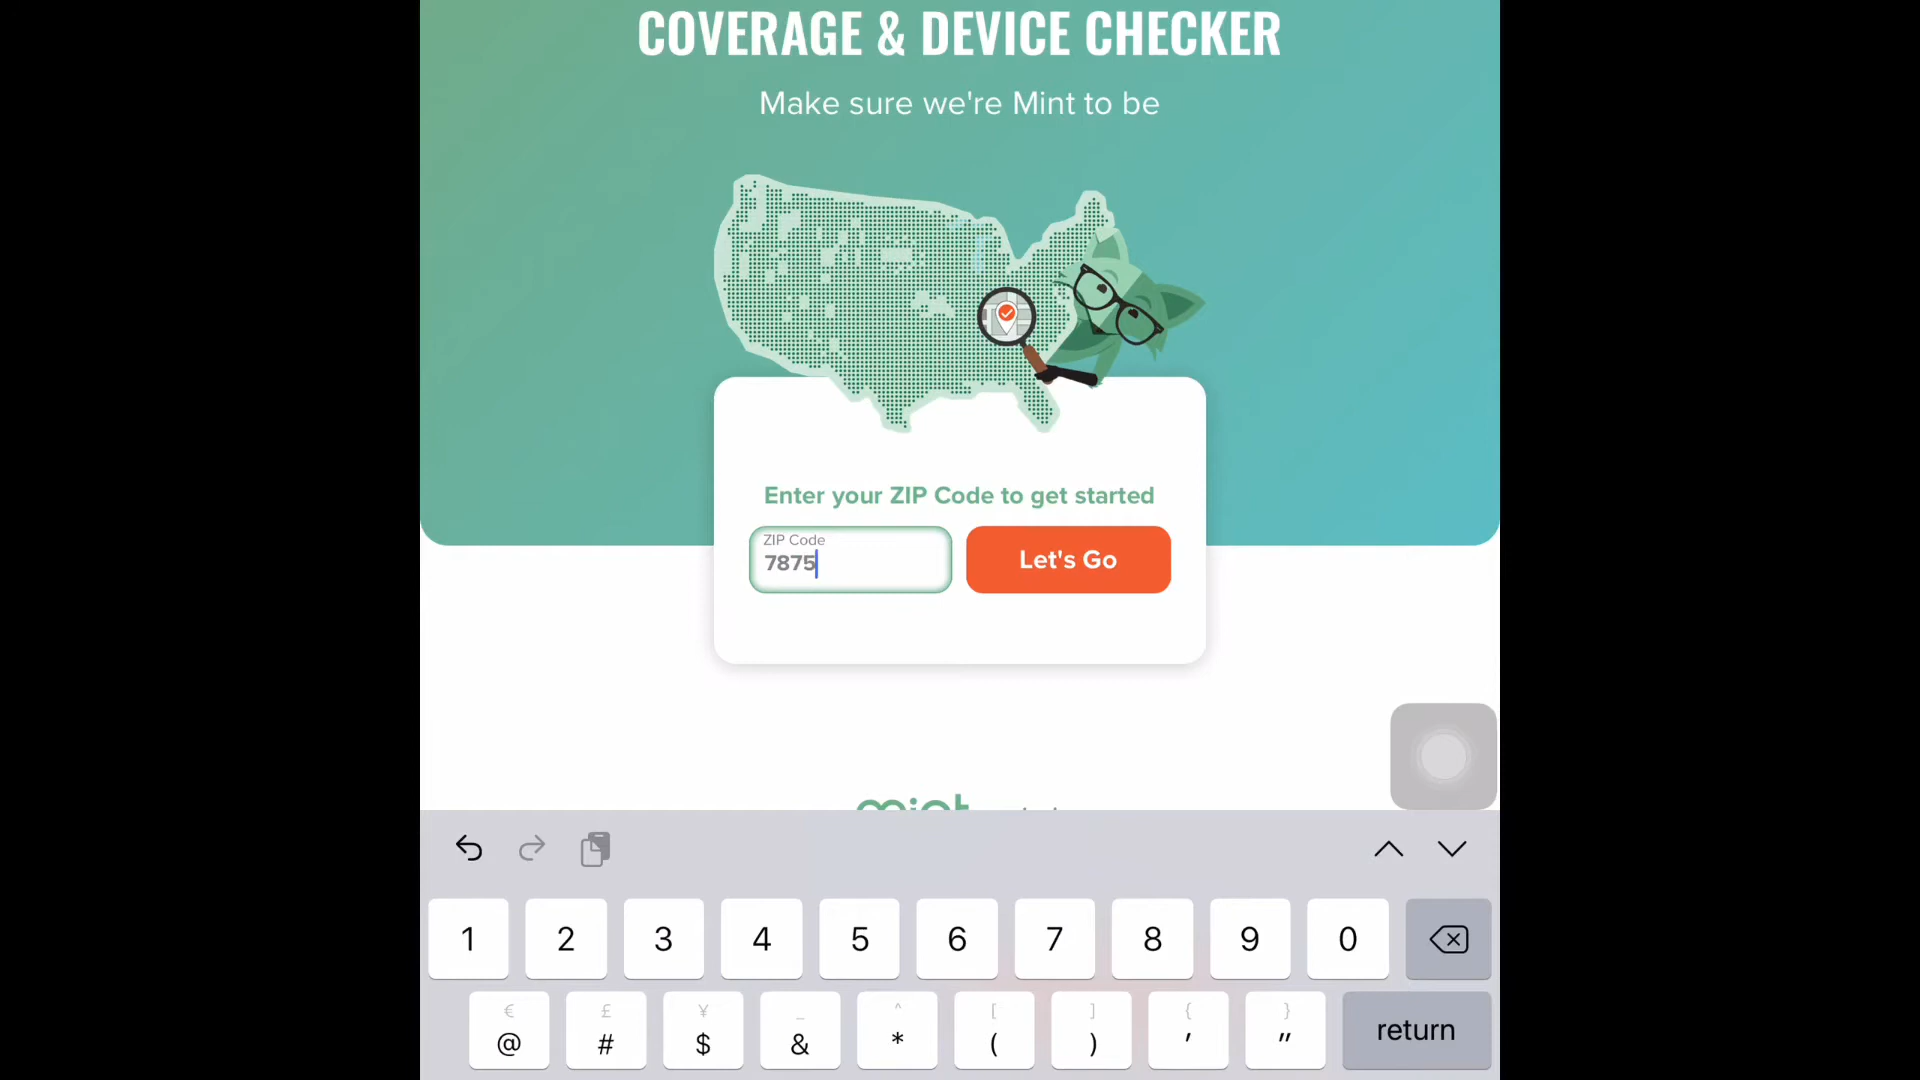 COVERAGE & DEVICE CHECKER
Make sure we're Mint to be
Enter your ZIP Code to get started
ZIP Code
7875
Let's Go
1 2 3 4 5 6 7 8 9 0
€ £ ¥ _ ^ [ ] { }
@ # $ & * ( ) ' "
return